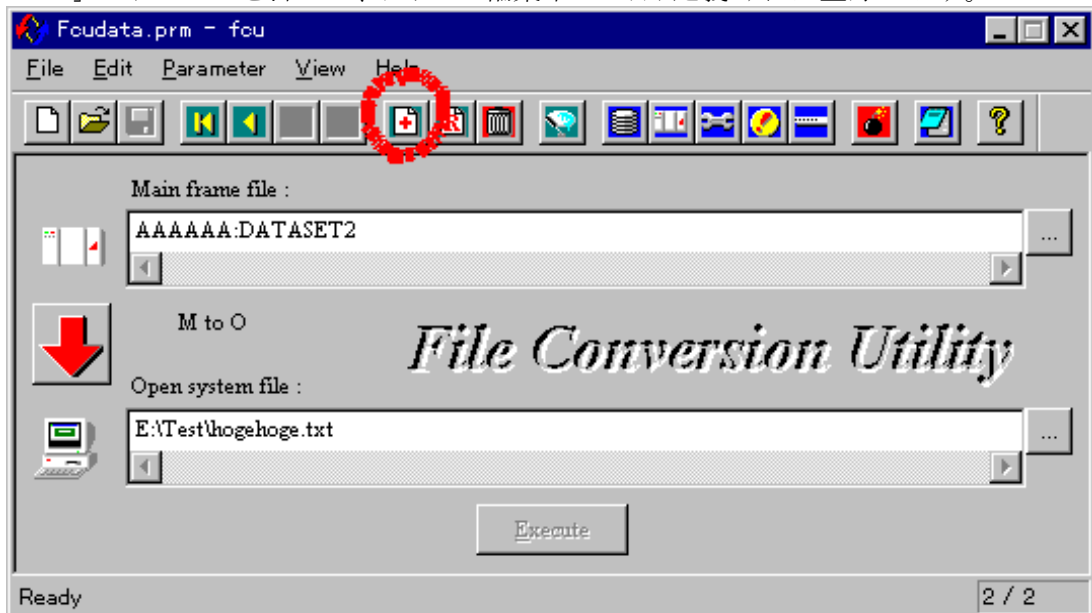 Fcudata.prm - fcu
File Edit Parameter View Help
Main frame file :
AAAAAA:DATASET2
...
M to O
File Conversion Utility
Open system file :
E:\Test\hogehoge.txt
...
Execute
Ready
2 / 2